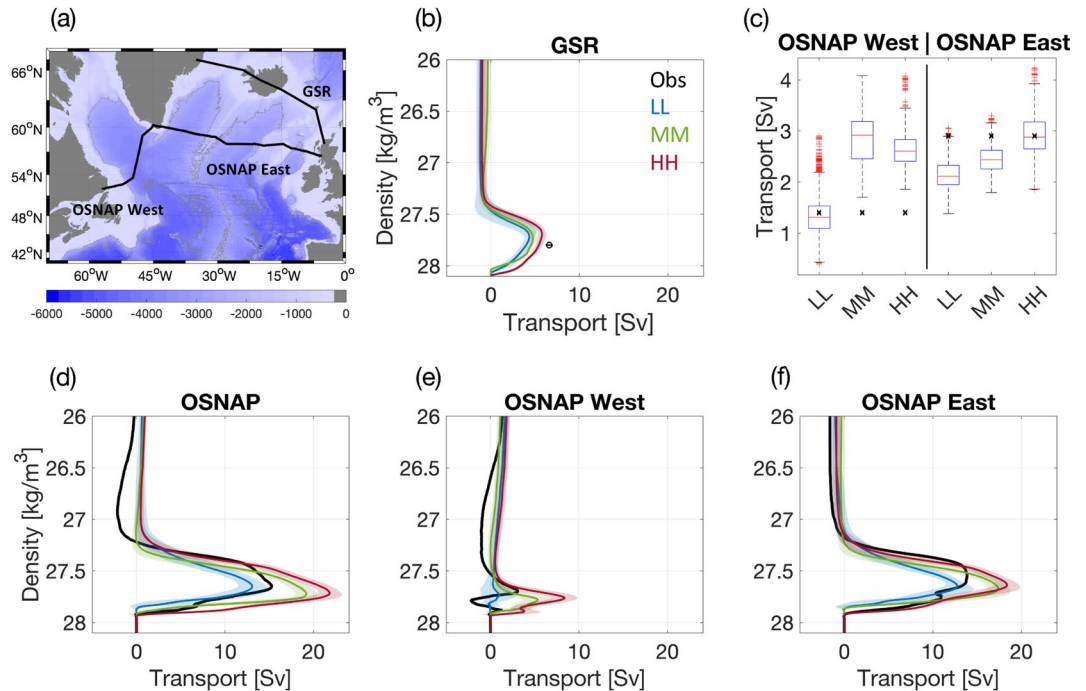 (a)
66°N
60°N
54°N
48°N
42°N
GSR
OSNAP East
OSNAP West
60°W 45°W 30°W 15°W 0°
-6000 -5000 -4000 -3000 -2000 -1000 0
(b)
GSR
Density [kg/m³]
26
26.5
27
27.5
28
Obs
LL
MM
HH
0 10 20
Transport [Sv]
(c)
OSNAP West | OSNAP East
Transport [Sv]
4
3
2
1
LL MM HH LL MM HH
(d)
OSNAP
Density [kg/m³]
26
26.5
27
27.5
28
0 10 20
Transport [Sv]
(e)
OSNAP West
26
26.5
27
27.5
28
0 10 20
Transport [Sv]
(f)
OSNAP East
26
26.5
27
27.5
28
0 10 20
Transport [Sv]